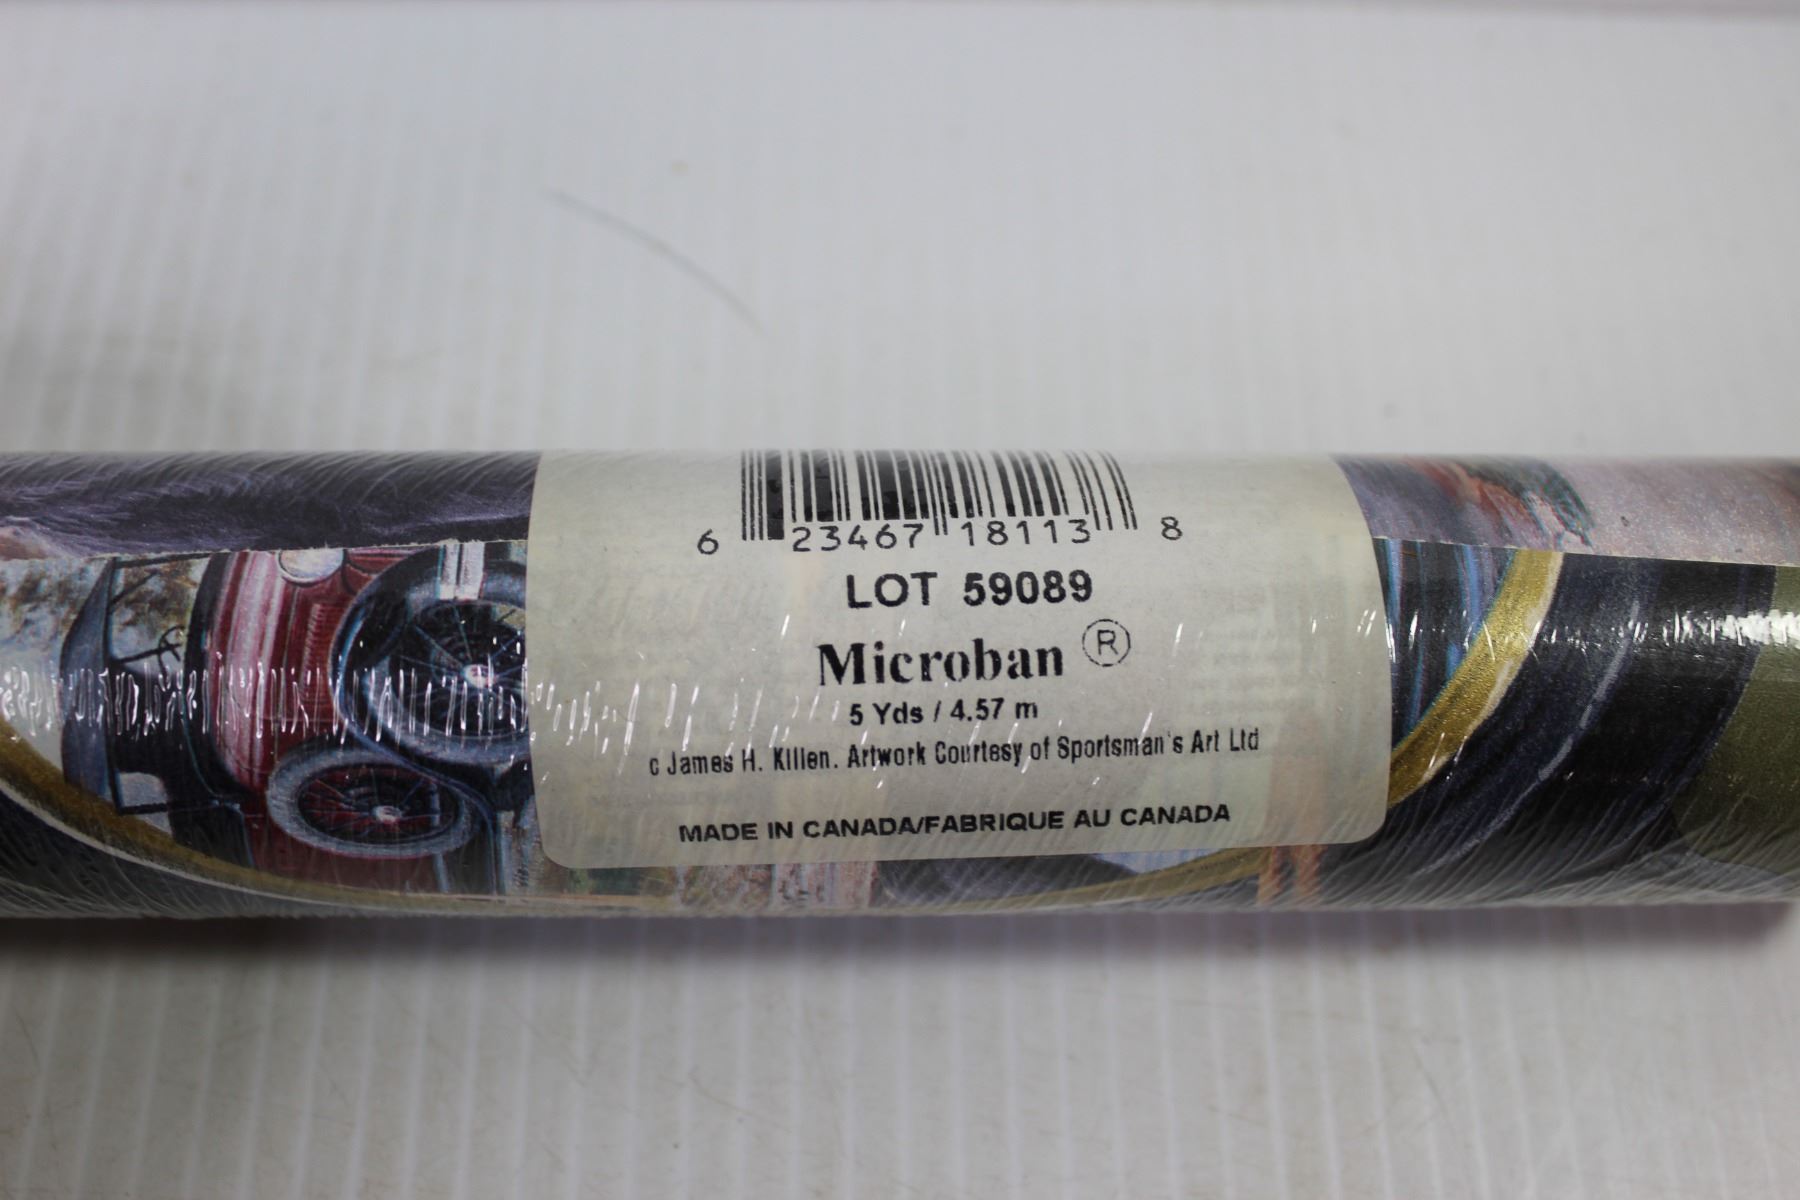 6 23467 18113 8
LOT 59089
Microban ®
5 Yds / 4.57 m
c James H. Killen. Artwork Courtesy of Sportsman's Art Ltd
MADE IN CANADA/FABRIQUE AU CANADA